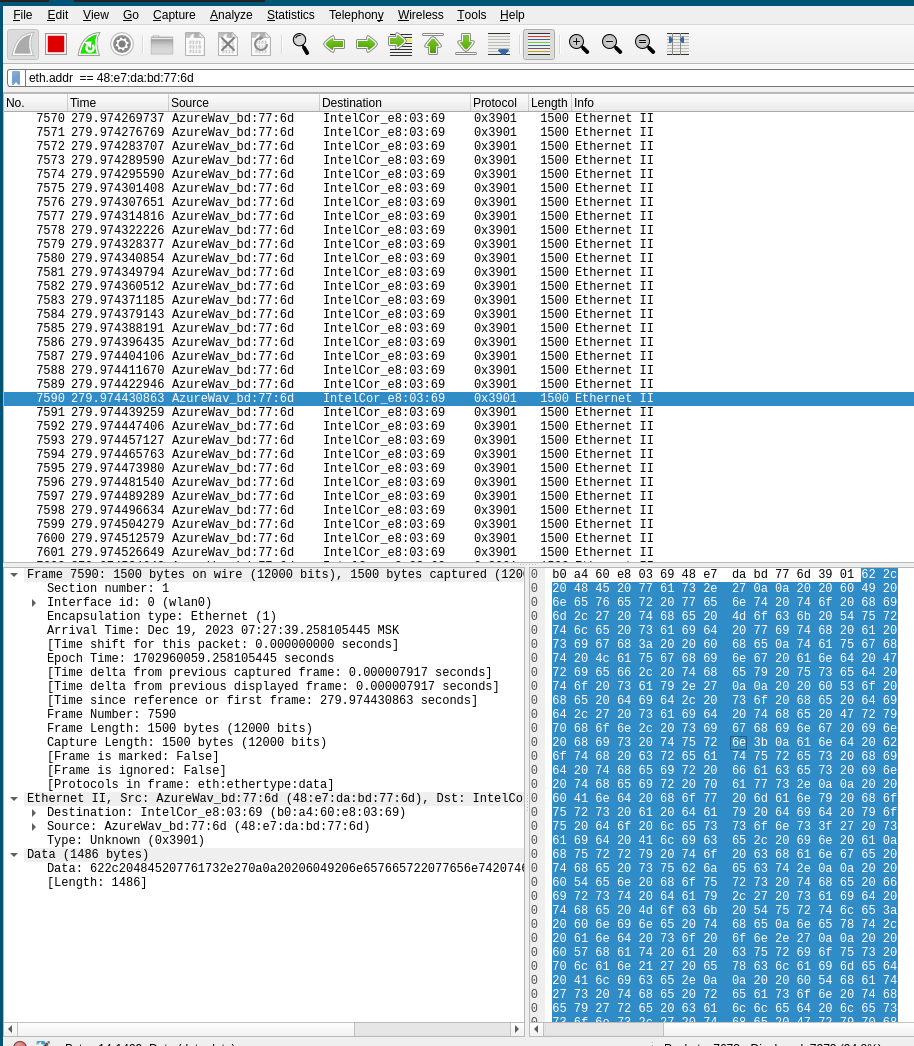 File Edit View Go Capture Analyze Statistics Telephony Wireless Tools Help
eth.addr == 48:e7:da:bd:77:6d
No. Time Source Destination Protocol Length Info
7570 279.974269737 AzureWav_bd:77:6d IntelCor_e8:03:69 0x3901 1500 Ethernet II
7571 279.974276769 AzureWav_bd:77:6d IntelCor_e8:03:69 0x3901 1500 Ethernet II
7572 279.974283707 AzureWav_bd:77:6d IntelCor_e8:03:69 0x3901 1500 Ethernet II
7573 279.974289590 AzureWav_bd:77:6d IntelCor_e8:03:69 0x3901 1500 Ethernet II
7574 279.974295590 AzureWav_bd:77:6d IntelCor_e8:03:69 0x3901 1500 Ethernet II
7575 279.974301408 AzureWav_bd:77:6d IntelCor_e8:03:69 0x3901 1500 Ethernet II
7576 279.974307651 AzureWav_bd:77:6d IntelCor_e8:03:69 0x3901 1500 Ethernet II
7577 279.974314816 AzureWav_bd:77:6d IntelCor_e8:03:69 0x3901 1500 Ethernet II
7578 279.974322226 AzureWav_bd:77:6d IntelCor_e8:03:69 0x3901 1500 Ethernet II
7579 279.974328377 AzureWav_bd:77:6d IntelCor_e8:03:69 0x3901 1500 Ethernet II
7580 279.974340854 AzureWav_bd:77:6d IntelCor_e8:03:69 0x3901 1500 Ethernet II
7581 279.974349794 AzureWav_bd:77:6d IntelCor_e8:03:69 0x3901 1500 Ethernet II
7582 279.974360512 AzureWav_bd:77:6d IntelCor_e8:03:69 0x3901 1500 Ethernet II
7583 279.974371185 AzureWav_bd:77:6d IntelCor_e8:03:69 0x3901 1500 Ethernet II
7584 279.974379143 AzureWav_bd:77:6d IntelCor_e8:03:69 0x3901 1500 Ethernet II
7585 279.974388191 AzureWav_bd:77:6d IntelCor_e8:03:69 0x3901 1500 Ethernet II
7586 279.974396435 AzureWav_bd:77:6d IntelCor_e8:03:69 0x3901 1500 Ethernet II
7587 279.974404106 AzureWav_bd:77:6d IntelCor_e8:03:69 0x3901 1500 Ethernet II
7588 279.974411670 AzureWav_bd:77:6d IntelCor_e8:03:69 0x3901 1500 Ethernet II
7589 279.974422946 AzureWav_bd:77:6d IntelCor_e8:03:69 0x3901 1500 Ethernet II
7590 279.974430863 AzureWav_bd:77:6d IntelCor_e8:03:69 0x3901 1500 Ethernet II
7591 279.974439259 AzureWav_bd:77:6d IntelCor_e8:03:69 0x3901 1500 Ethernet II
7592 279.974447406 AzureWav_bd:77:6d IntelCor_e8:03:69 0x3901 1500 Ethernet II
7593 279.974457127 AzureWav_bd:77:6d IntelCor_e8:03:69 0x3901 1500 Ethernet II
7594 279.974465763 AzureWav_bd:77:6d IntelCor_e8:03:69 0x3901 1500 Ethernet II
7595 279.974473980 AzureWav_bd:77:6d IntelCor_e8:03:69 0x3901 1500 Ethernet II
7596 279.974481540 AzureWav_bd:77:6d IntelCor_e8:03:69 0x3901 1500 Ethernet II
7597 279.974489289 AzureWav_bd:77:6d IntelCor_e8:03:69 0x3901 1500 Ethernet II
7598 279.974496634 AzureWav_bd:77:6d IntelCor_e8:03:69 0x3901 1500 Ethernet II
7599 279.974504279 AzureWav_bd:77:6d IntelCor_e8:03:69 0x3901 1500 Ethernet II
7600 279.974512579 AzureWav_bd:77:6d IntelCor_e8:03:69 0x3901 1500 Ethernet II
7601 279.974526649 AzureWav_bd:77:6d IntelCor_e8:03:69 0x3901 1500 Ethernet II
Frame 7590: 1500 bytes on wire (12000 bits), 1500 bytes captured (120
Section number: 1
Interface id: 0 (wlan0)
Encapsulation type: Ethernet (1)
Arrival Time: Dec 19, 2023 07:27:39.258105445 MSK
[Time shift for this packet: 0.000000000 seconds]
Epoch Time: 1702960059.258105445 seconds
[Time delta from previous captured frame: 0.000007917 seconds]
[Time delta from previous displayed frame: 0.000007917 seconds]
[Time since reference or first frame: 279.974430863 seconds]
Frame Number: 7590
Frame Length: 1500 bytes (12000 bits)
Capture Length: 1500 bytes (12000 bits)
[Frame is marked: False]
[Frame is ignored: False]
[Protocols in frame: eth:ethertype:data]
Ethernet II, Src: AzureWav_bd:77:6d (48:e7:da:bd:77:6d), Dst: IntelCo
Destination: IntelCor_e8:03:69 (b0:a4:60:e8:03:69)
Source: AzureWav_bd:77:6d (48:e7:da:bd:77:6d)
Type: Unknown (0x3901)
Data (1486 bytes)
Data: 622c204845207761732e270a0a20206049206e657665722077656e742074
[Length: 1486]
0 b0 a4 60 e8 03 69 48 e7 da bd 77 6d 39 01 62 2c
0 20 48 45 20 77 61 73 2e 27 0a 0a 20 20 60 49 20
0 6e 65 76 65 72 20 77 65 6e 74 20 74 6f 20 68 69
0 6d 2c 27 20 74 68 65 20 4d 6f 63 6b 20 54 75 72
0 74 6c 65 20 73 61 69 64 20 77 69 74 68 20 61 20
0 73 69 67 68 3a 20 20 60 68 65 0a 74 61 75 67 68
0 74 20 4c 61 75 67 68 69 6e 67 20 61 6e 64 20 47
0 72 69 65 66 2c 20 74 68 65 79 20 75 73 65 64 20
0 74 6f 20 73 61 79 2e 27 0a 0a 20 20 60 53 6f 20
0 68 65 20 64 69 64 2c 20 73 6f 20 68 65 20 64 69
0 64 2c 27 20 73 61 69 64 20 74 68 65 20 47 72 79
0 70 68 6f 6e 2c 20 73 69 67 68 69 6e 67 20 69 6e
0 20 68 69 73 20 74 75 72 6e 3b 0a 61 6e 64 20 62
0 6f 74 68 20 63 72 65 61 74 75 72 65 73 20 68 69
0 64 20 74 68 65 69 72 20 66 61 63 65 73 20 69 6e
0 20 74 68 65 69 72 20 70 61 77 73 2e 0a 0a 20 20
0 60 41 6e 64 20 68 6f 77 20 6d 61 6e 79 20 68 6f
0 75 72 73 20 61 20 64 61 79 20 64 69 64 20 79 6f
0 75 20 64 6f 20 6c 65 73 73 6f 6e 73 3f 27 20 73
0 61 69 64 20 41 6c 69 63 65 2c 20 69 6e 20 61 0a
0 68 75 72 72 79 20 74 6f 20 63 68 61 6e 67 65 20
0 74 68 65 20 73 75 62 6a 65 63 74 2e 0a 0a 20 20
0 60 54 65 6e 20 68 6f 75 72 73 20 74 68 65 20 66
0 69 72 73 74 20 64 61 79 2c 27 20 73 61 69 64 20
0 74 68 65 20 4d 6f 63 6b 20 54 75 72 74 6c 65 3a
0 20 60 6e 69 6e 65 20 74 68 65 0a 6e 65 78 74 2c
0 20 61 6e 64 20 73 6f 20 6f 6e 2e 27 0a 0a 20 20
0 60 57 68 61 74 20 61 20 63 75 72 69 6f 75 73 20
0 70 6c 61 6e 21 27 20 65 78 63 6c 61 69 6d 65 64
0 20 41 6c 69 63 65 2e 0a 0a 20 20 60 54 68 61 74
0 27 73 20 74 68 65 20 72 65 61 73 6f 6e 20 74 68
0 65 79 27 72 65 20 63 61 6c 6c 65 64 20 6c 65 73